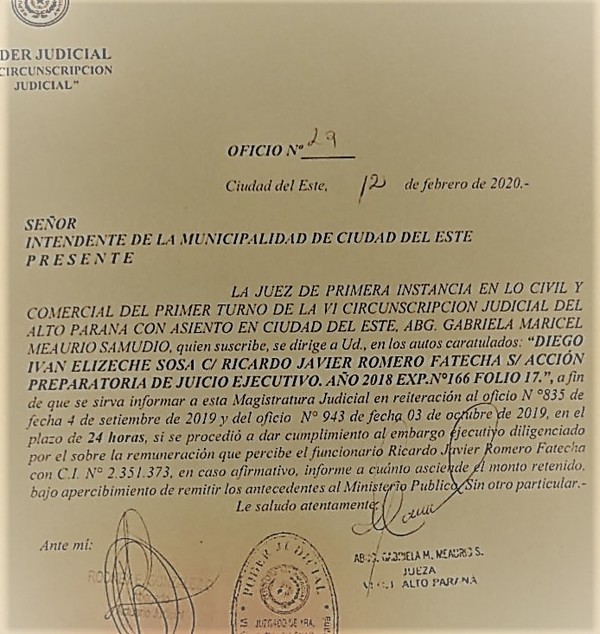 DER JUDICIAL
CIRCUNSCRIPCION
JUDICIAL"
OFICIO N° 29
Ciudad del Este, 12 de febrero de 2020.-
SEÑOR
INTENDENTE DE LA MUNICIPALIDAD DE CIUDAD DEL ESTE
P R E S E N T E
LA JUEZ DE PRIMERA INSTANCIA EN LO CIVIL Y
COMERCIAL DEL PRIMER TURNO DE LA VI CIRCUNSCRIPCION JUDICIAL DEL
ALTO PARANA CON ASIENTO EN CIUDAD DEL ESTE, ABG. GABRIELA MARICEL
MEAURIO SAMUDIO, quien suscribe, se dirige a Ud., en los autos caratulados: "DIEGO
IVAN ELIZECHE SOSA C/ RICARDO JAVIER ROMERO FATECHA S/ ACCIÓN
PREPARATORIA DE JUICIO EJECUTIVO. AÑO 2018 EXP.N°166 FOLIO 17.", a fin
de que se sirva informar a esta Magistratura Judicial en reiteración al oficio N °835 de
fecha 4 de setiembre de 2019 y del oficio N° 943 de fecha 03 de octubre de 2019, en el
plazo de 24 horas, si se procedió a dar cumplimiento al embargo ejecutivo diligenciado
por el sobre la remuneración que percibe el funcionario Ricardo Javier Romero Fatecha
con C.I. N° 2.351.373, en caso afirmativo, informe a cuánto asciende el monto retenido,
bajo apercibimiento de remitir los antecedentes al Ministerio Publico. Sin otro particular.-
Le saludo atentamente:
Ante mí:
PODER JUDICIAL
JUZGADO DE 1RA.
ABOG. GABRIELA M. MEAURIO S.
JUEZA
ALTO PARANA